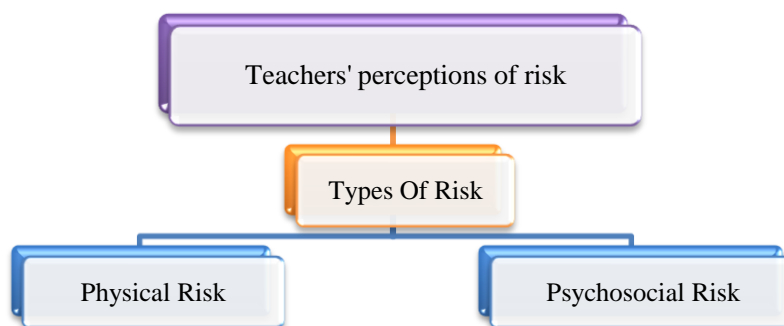 Teachers' perceptions of risk
Types Of Risk
Physical Risk
Psychosocial Risk